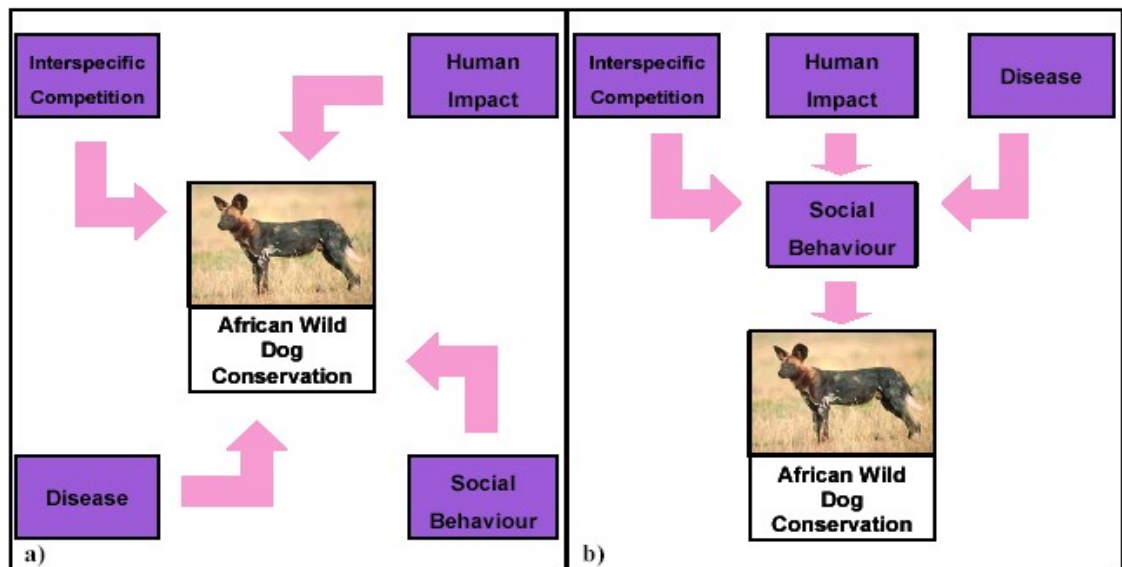 Interspecific
Competition
Human
Impact
African Wild
Dog
Conservation
Disease
Social
Behaviour
a)
Interspecific
Competition
Human
Impact
Disease
Social
Behaviour
African Wild
Dog
Conservation
b)